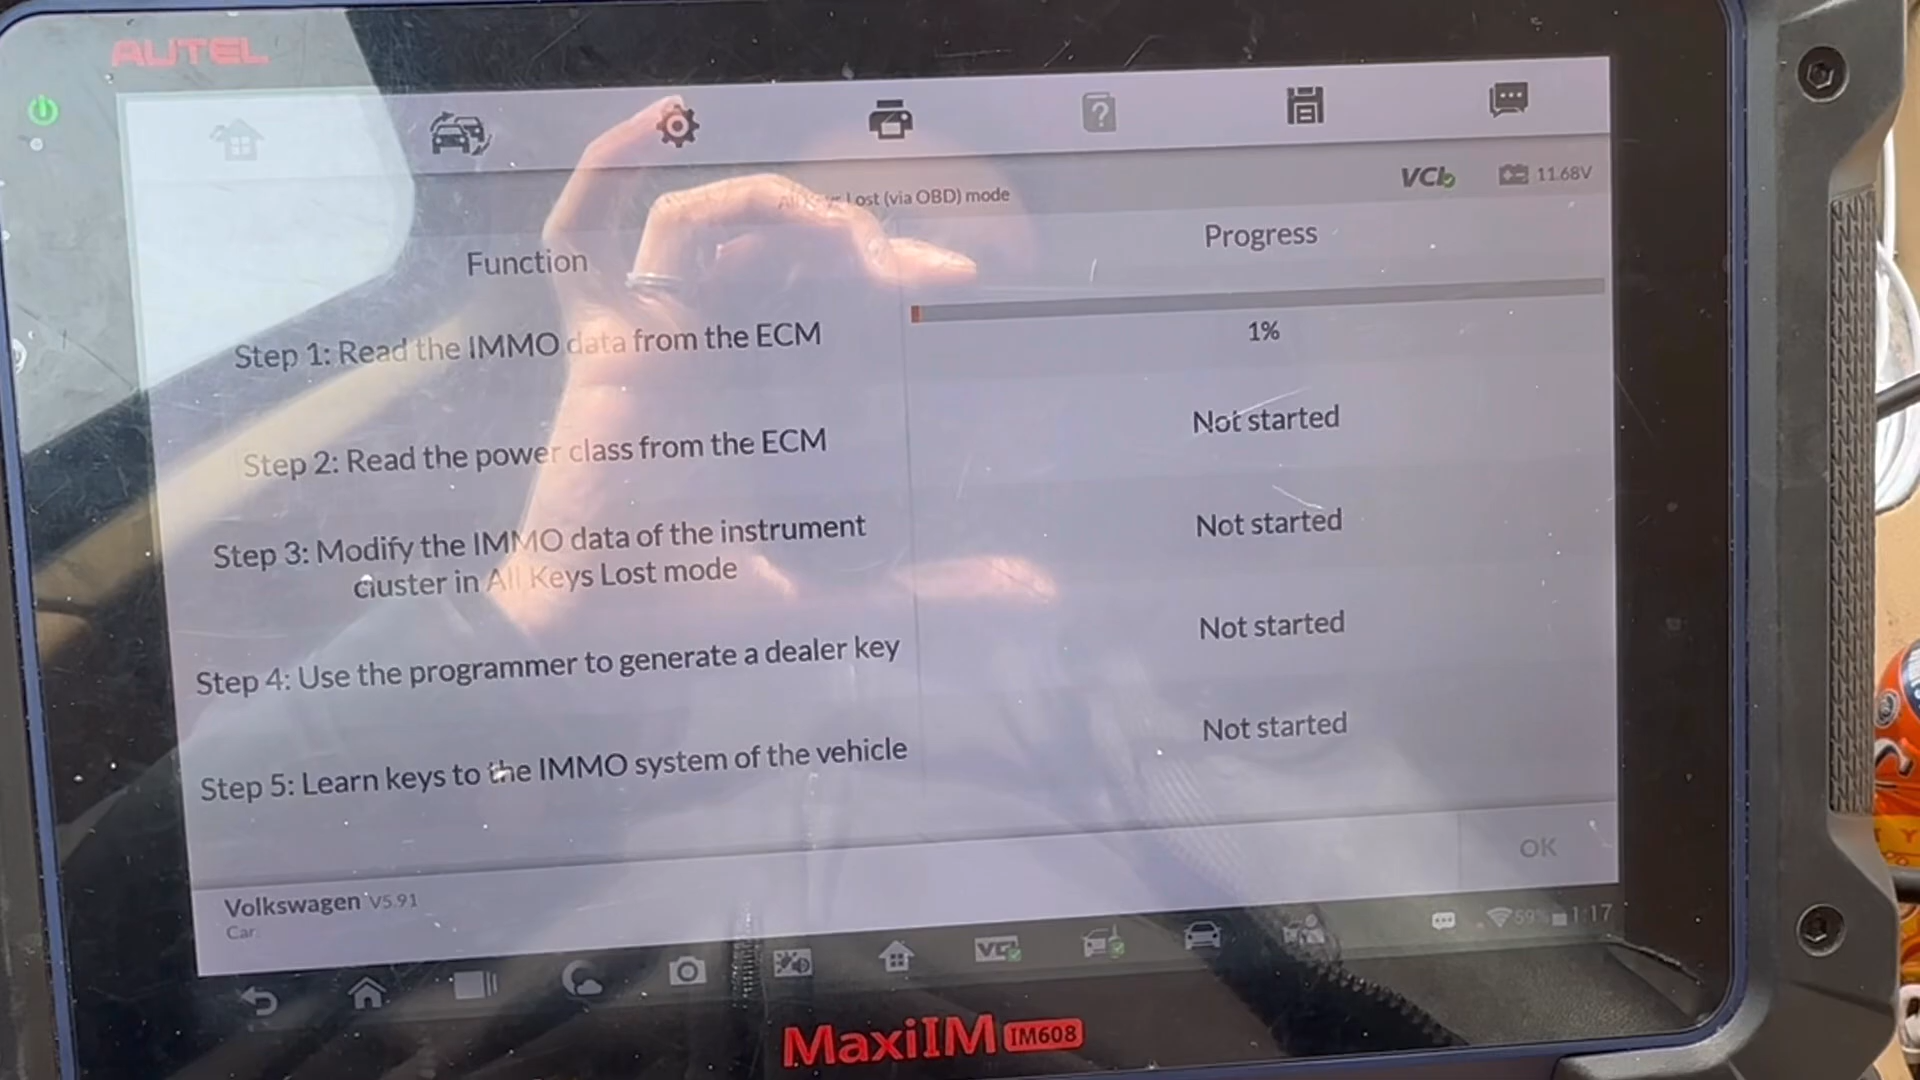 AUTEL
VCI
11.68V
Lost (via OBD) mode
Function
Progress
Step 1: Read the IMMO data from the ECM
1%
Step 2: Read the power class from the ECM
Not started
Step 3: Modify the IMMO data of the instrument
cluster in All Keys Lost mode
Not started
Step 4: Use the programmer to generate a dealer key
Not started
Step 5: Learn keys to the IMMO system of the vehicle
Not started
OK
Volkswagen V5.91
Car
VCI
59%
1:17
MaxiIM IM608